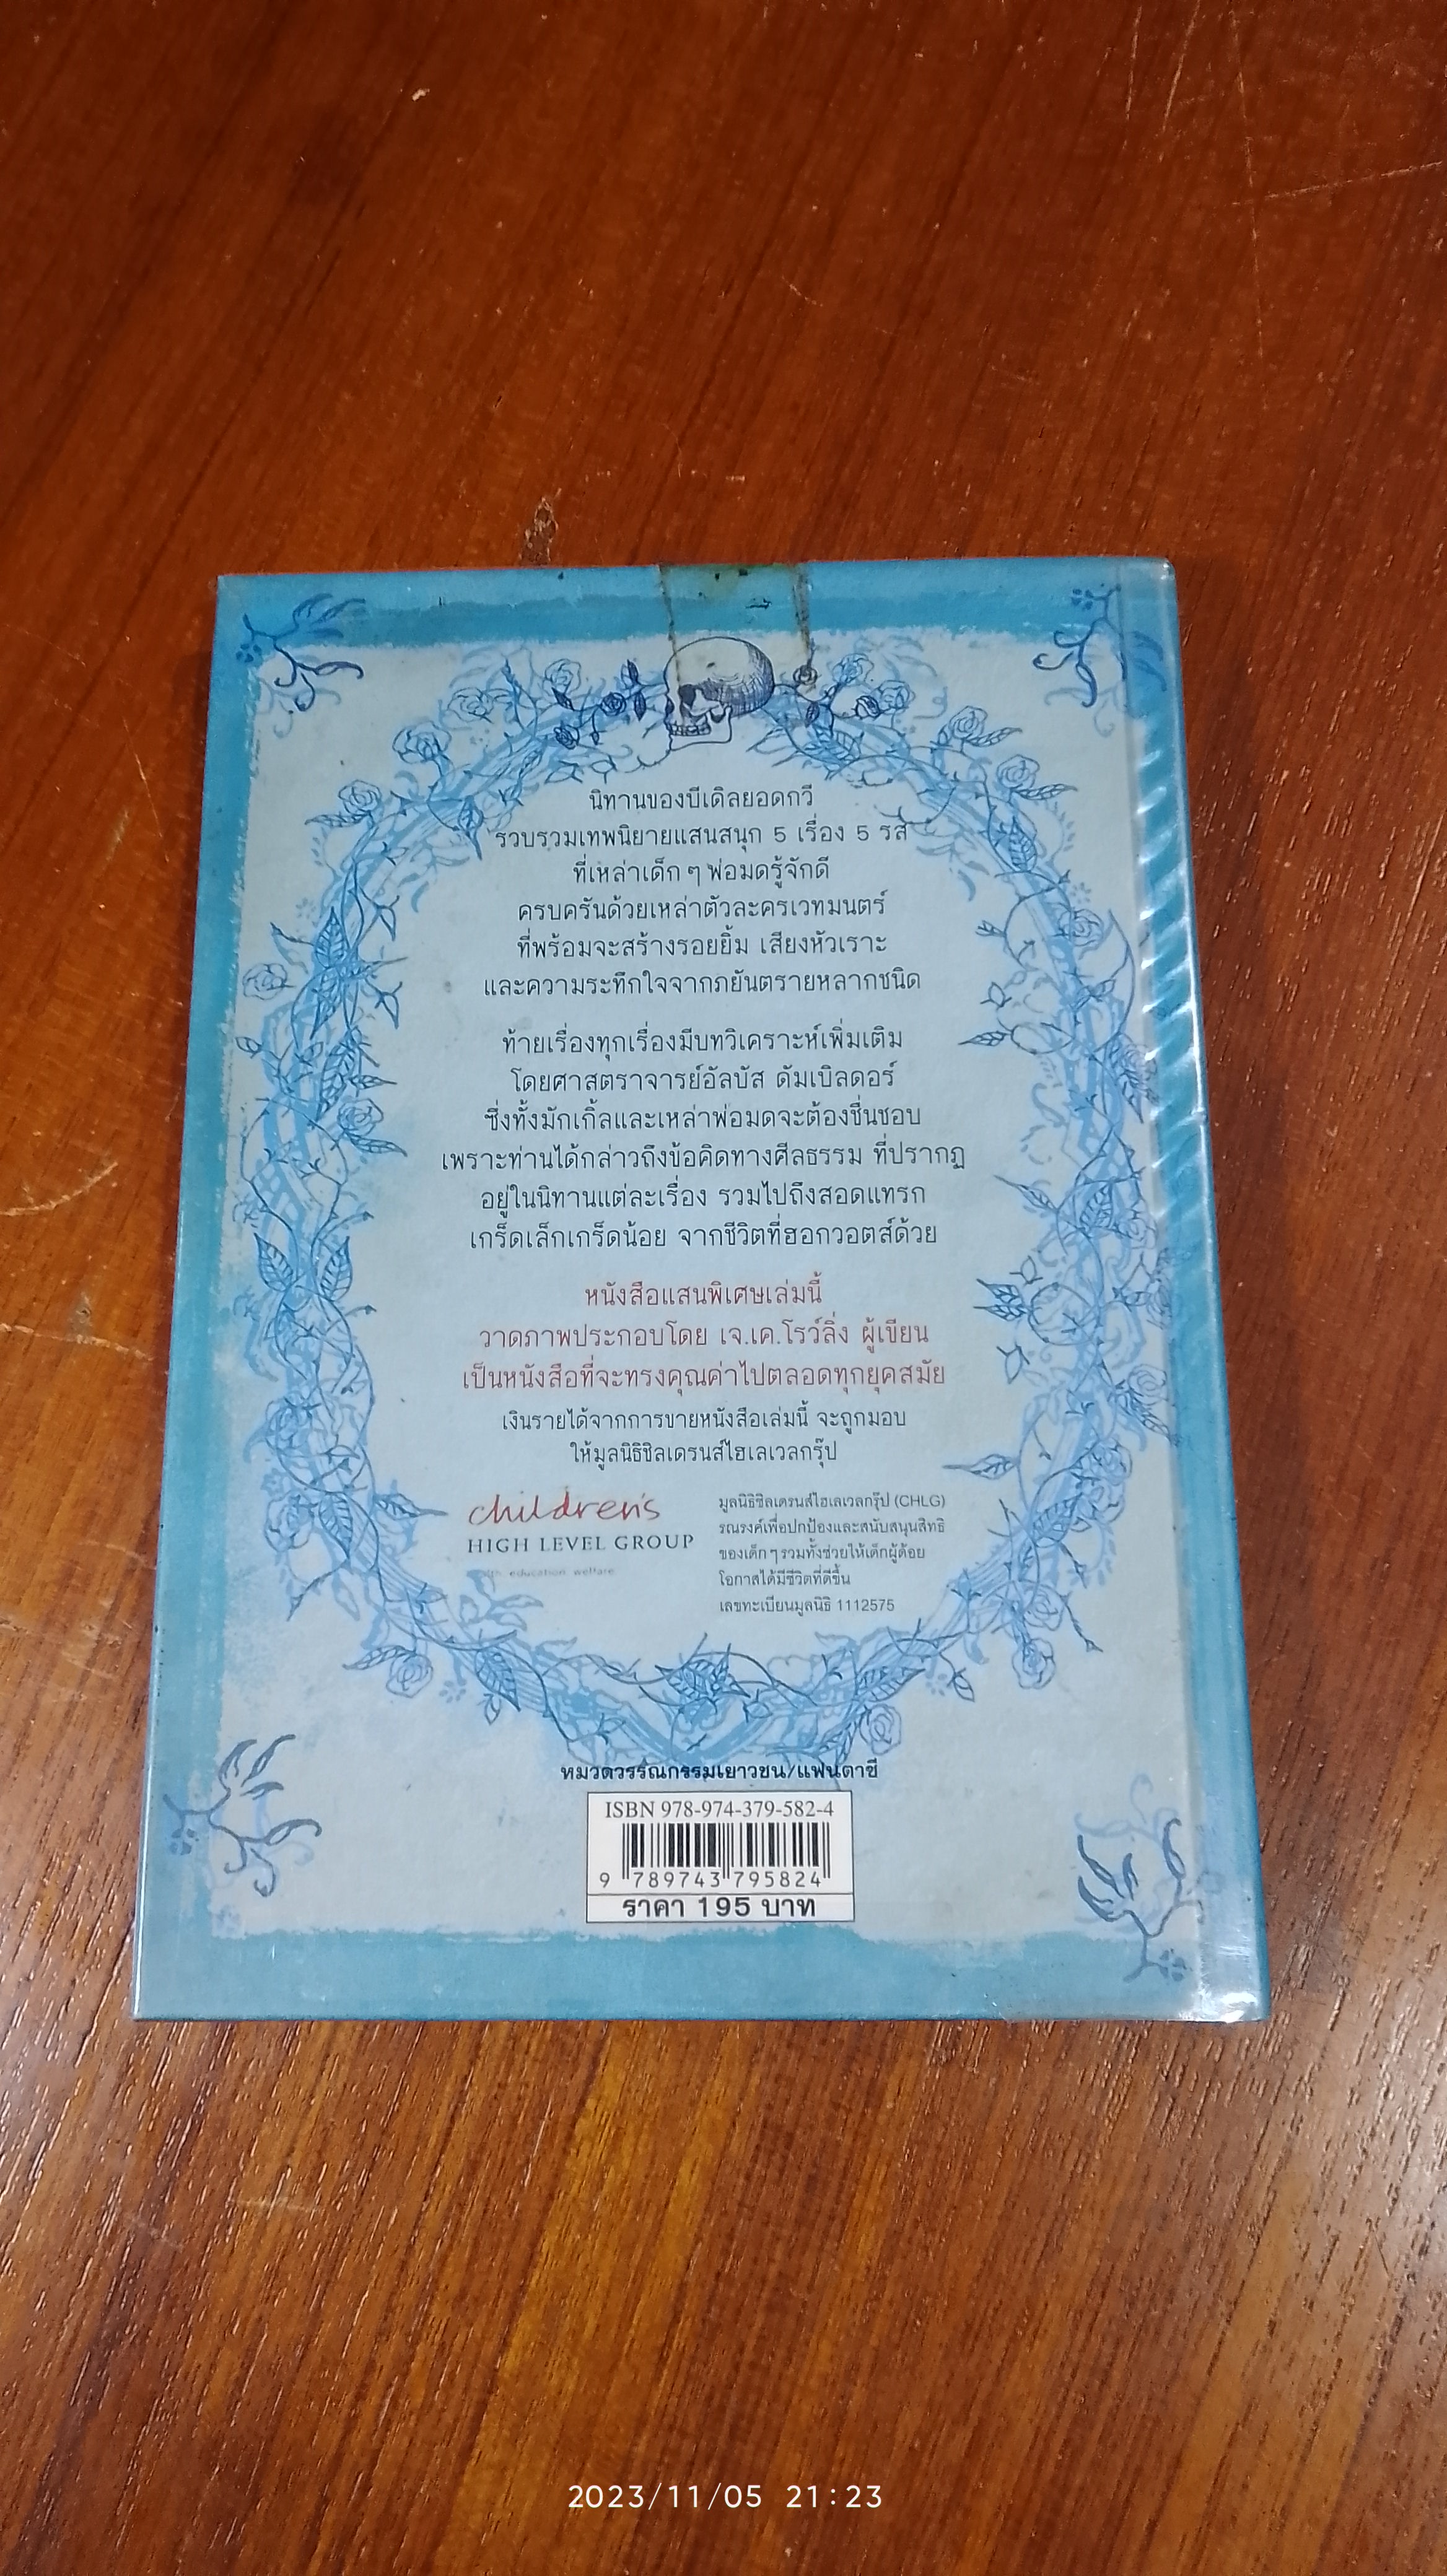 นิทานของบีเดิลยอดกวี
รวบรวมเทพนิยายแสนสนุก 5 เรื่อง 5 รส
ที่เหล่าเด็ก ๆ พ่อมดรู้จักดี
ครบครันด้วยเหล่าตัวละครเวทมนตร์
ที่พร้อมจะสร้างรอยยิ้ม เสียงหัวเราะ
และความระทึกใจจากภยันตรายหลากชนิด
ท้ายเรื่องทุกเรื่องมีบทวิเคราะห์เพิ่มเติม
โดยศาสตราจารย์อัลบัส ดัมเบิลดอร์
ซึ่งทั้งมักเกิ้ลและเหล่าพ่อมดจะต้องชื่นชอบ
เพราะท่านได้กล่าวถึงข้อคิดทางศีลธรรม ที่ปรากฏ
อยู่ในนิทานแต่ละเรื่อง รวมไปถึงสอดแทรก
เกร็ดเล็กเกร็ดน้อย จากชีวิตที่ฮอกวอตส์ด้วย
หนังสือแสนพิเศษเล่มนี้
วาดภาพประกอบโดย เจ.เค.โรว์ลิ่ง ผู้เขียน
เป็นหนังสือที่จะทรงคุณค่าไปตลอดทุกยุคสมัย
เงินรายได้จากการขายหนังสือเล่มนี้ จะถูกมอบ
ให้มูลนิธิชิลเดรนส์ไฮเลเวลกรุ๊ป
children's
HIGH LEVEL GROUP
education welfare
มูลนิธิชิลเดรนส์ไฮเลเวลกรุ๊ป (CHLG)
รณรงค์เพื่อปกป้องและสนับสนุนสิทธิ
ของเด็ก ๆ รวมทั้งช่วยให้เด็กผู้ด้อย
โอกาสได้มีชีวิตที่ดีขึ้น
เลขทะเบียนมูลนิธิ 1112575
หมวดวรรณกรรมเยาวชน/แฟนตาซี
ISBN 978-974-379-582-4
9 789743 795824
ราคา 195 บาท
2023/11/05 21:23